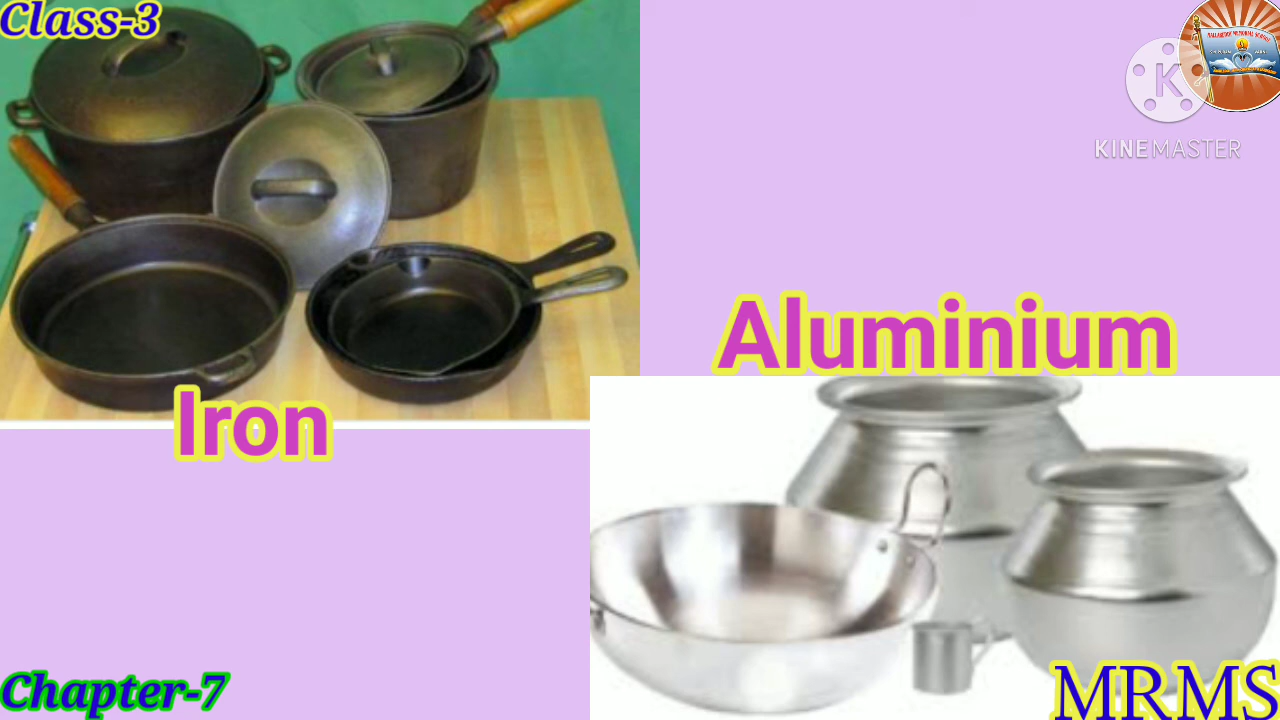 Class-3
K
KINEMASTER
Aluminium
Iron
Chapter-7
MRMS